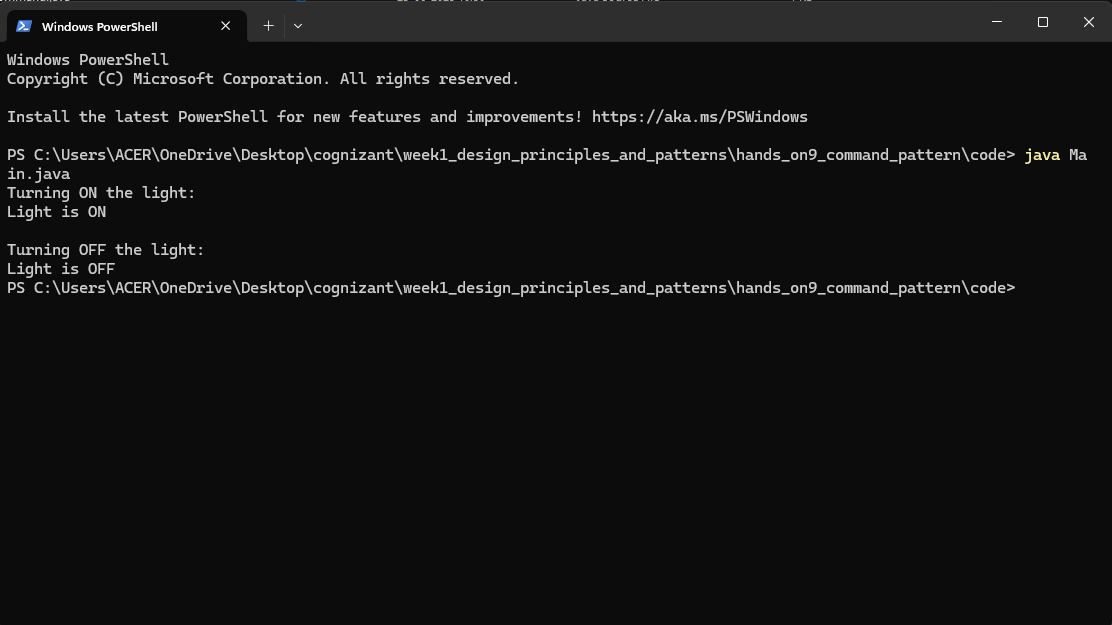 Windows PowerShell
Windows PowerShell
Copyright (C) Microsoft Corporation. All rights reserved.
Install the latest PowerShell for new features and improvements! https://aka.ms/PSWindows
PS C:\Users\ACER\OneDrive\Desktop\cognizant\week1_design_principles_and_patterns\hands_on9_command_pattern\code> java Ma
in.java
Turning ON the light:
Light is ON
Turning OFF the light:
Light is OFF
PS C:\Users\ACER\OneDrive\Desktop\cognizant\week1_design_principles_and_patterns\hands_on9_command_pattern\code>